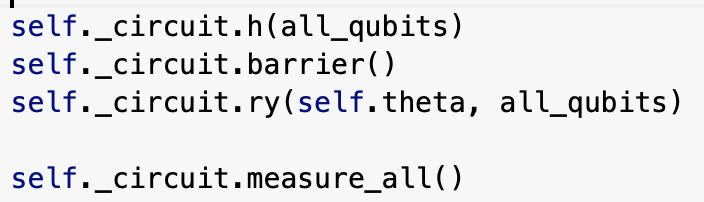 self._circuit.h(all_qubits)
self._circuit.barrier()
self._circuit.ry(self.theta, all_qubits)
self._circuit.measure_all()